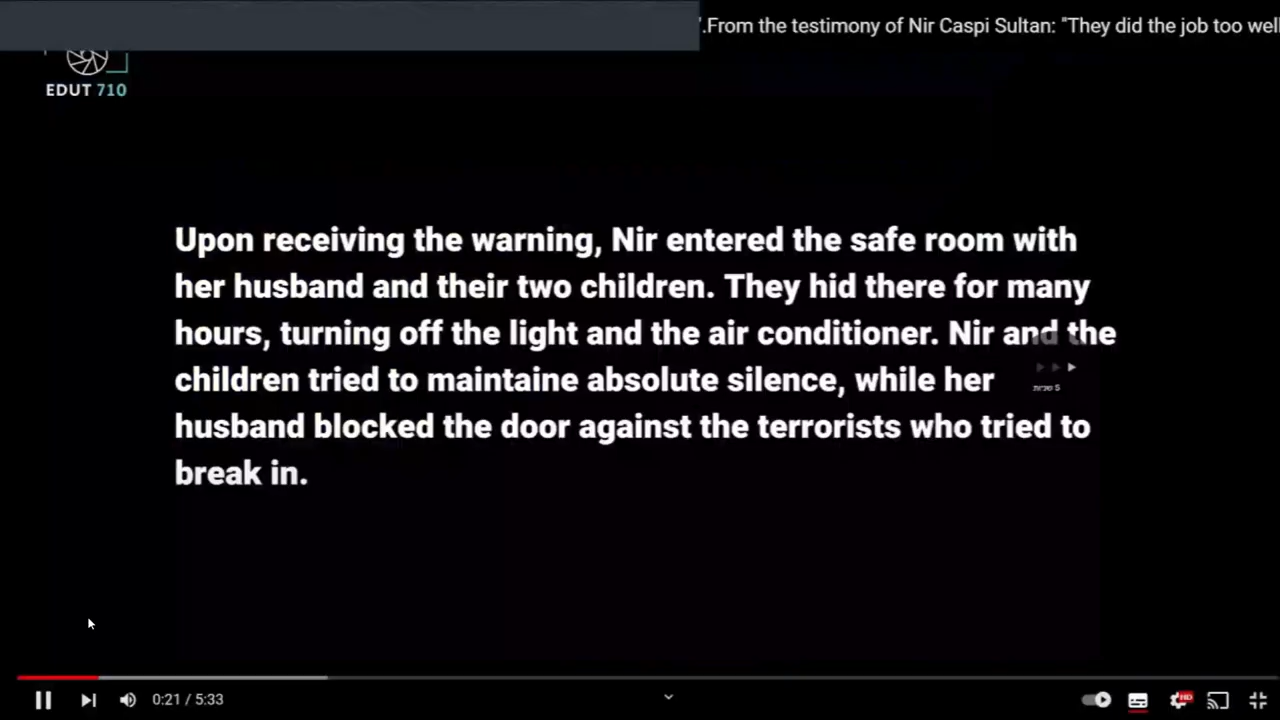 ".From the testimony of Nir Caspi Sultan: "They did the job too well
EDUT 710
Upon receiving the warning, Nir entered the safe room with
her husband and their two children. They hid there for many
hours, turning off the light and the air conditioner. Nir and the
children tried to maintaine absolute silence, while her
husband blocked the door against the terrorists who tried to
break in.
5 שניות
0:21 / 5:33
HD